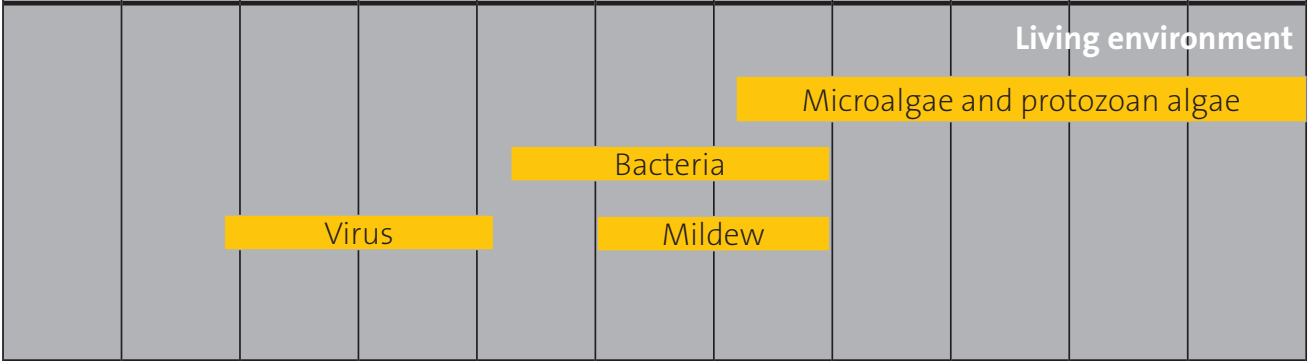 Living environment
Microalgae and protozoan algae
Bacteria
Virus
Mildew